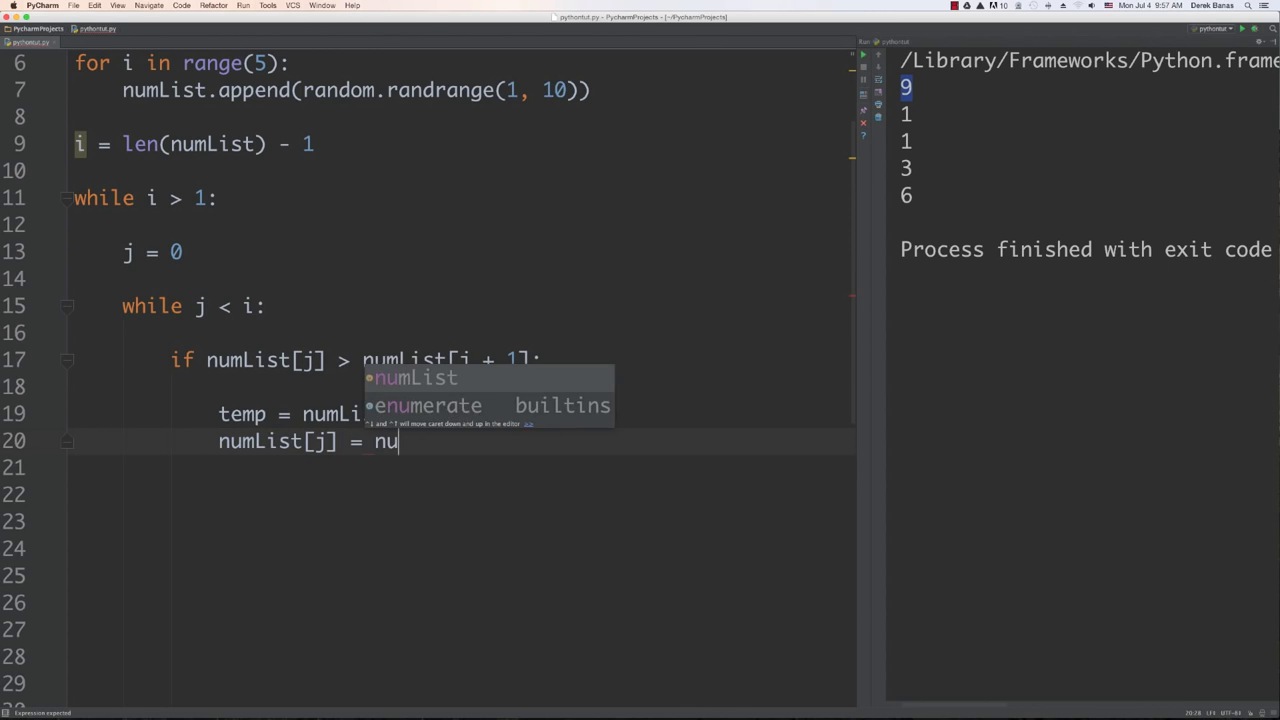 PyCharm File Edit View Navigate Code Refactor Run Tools VCS Window Help
10 Mon Jul 4 9:57 AM Derek Banas
pythontut.py - PycharmProjects - [~/PycharmProjects]
PycharmProjects pythontut.py
pythontut
pythontut.py
Run: pythontut
6 for i in range(5):
7 numList.append(random.randrange(1, 10))
8
9 i = len(numList) - 1
10
11 while i > 1:
12
13 j = 0
14
15 while j < i:
16
17 if numList[j] > numList[j + 1]:
18
19 temp = numLi
20 numList[j] = nu
21
22
23
24
25
26
27
28
29
numList
enumerate builtins
^↓ and ^↑ will move caret down and up in the editor >>
/Library/Frameworks/Python.frame
9
1
1
3
6
Process finished with exit code
Expression expected
20:28 LF÷ UTF-8÷